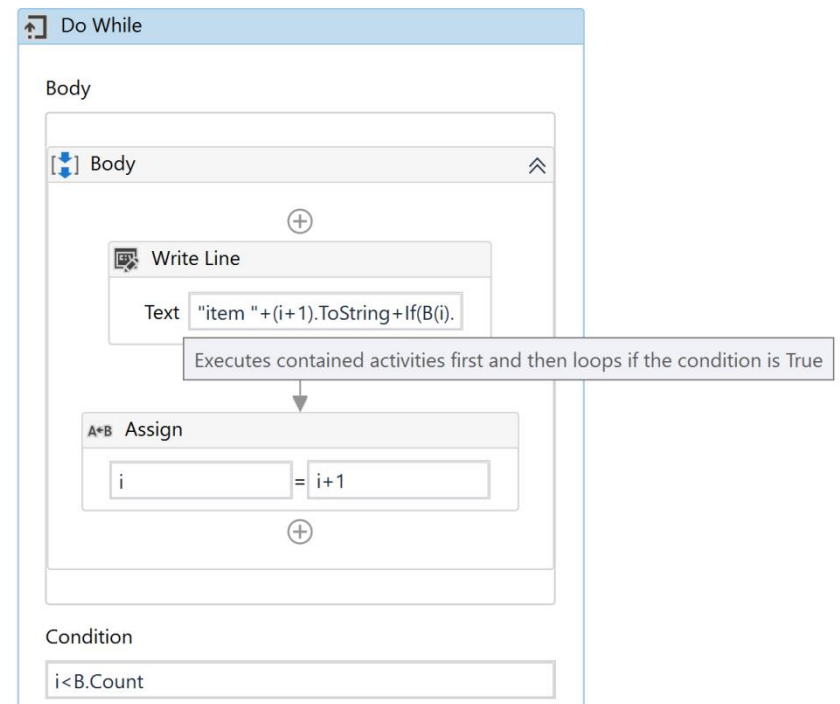 Do While
Body
Body
Write Line
Text "item "+(i+1).ToString+If(B(i).
Executes contained activities first and then loops if the condition is True
A←B Assign
i = i+1
Condition
i<B.Count